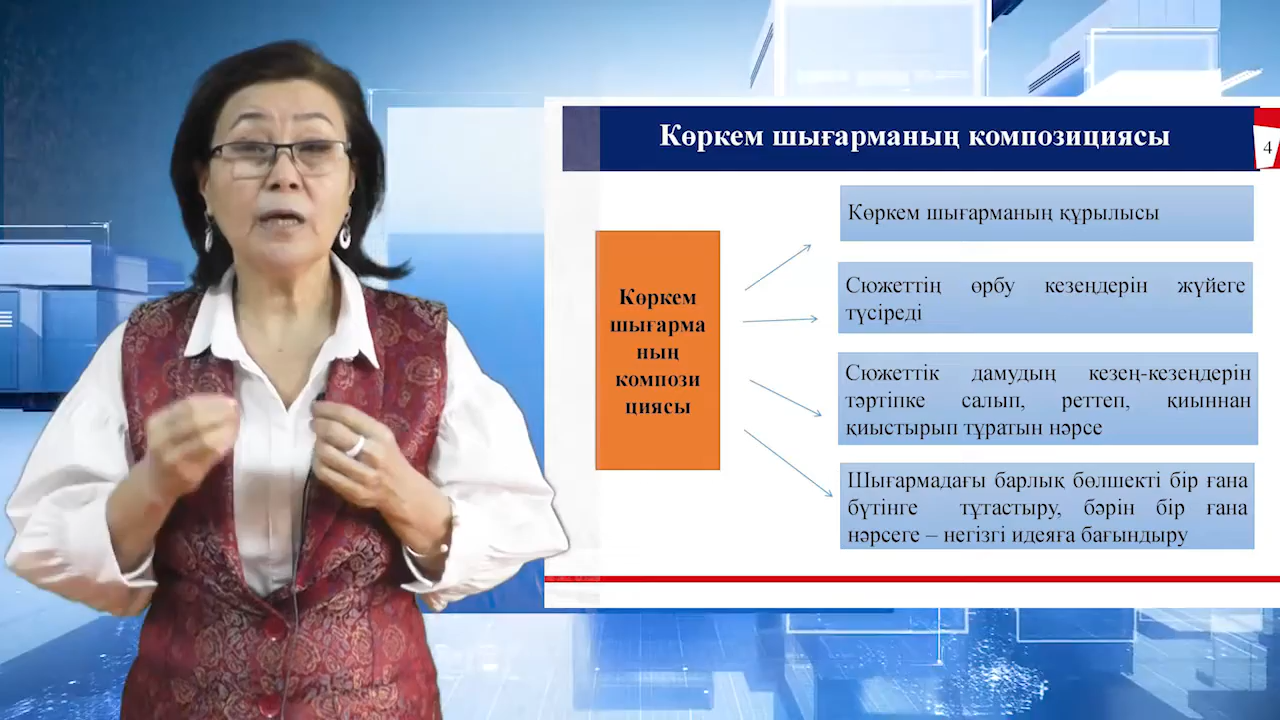 Көркем шығарманың композициясы
4
Көркем
шығарма
ның
компози
циясы
Көркем шығарманың құрылысы
Сюжеттің өрбу кезеңдерін жүйеге
түсіреді
Сюжеттік дамудың кезең-кезеңдерін
тәртіпке салып, реттеп, қиыннан
қиыстырып тұратын нәрсе
Шығармадағы барлық бөлшекті бір ғана
бүтінге тұтастыру, бәрін бір ғана
нәрсеге – негізгі идеяға бағындыру